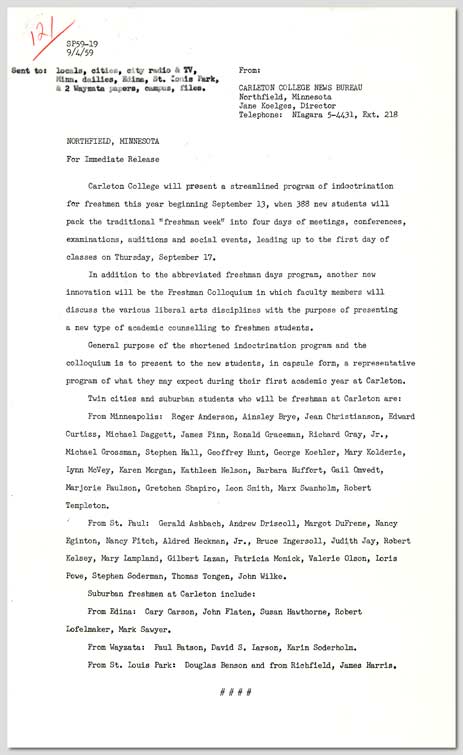 121
SP59-19
9/4/59
Sent to: locals, cities, city radio & TV,
Minn. dailies, Edina, St. Louis Park,
& 2 Wayzata papers, campus, files.
From:
CARLETON COLLEGE NEWS BUREAU
Northfield, Minnesota
Jane Koelges, Director
Telephone: NIagara 5-4431, Ext. 218
NORTHFIELD, MINNESOTA
For Immediate Release
Carleton College will present a streamlined program of indoctrination
for freshmen this year beginning September 13, when 388 new students will
pack the traditional "freshman week" into four days of meetings, conferences,
examinations, auditions and social events, leading up to the first day of
classes on Thursday, September 17.
In addition to the abbreviated freshman days program, another new
innovation will be the Freshman Colloquium in which faculty members will
discuss the various liberal arts disciplines with the purpose of presenting
a new type of academic counselling to freshmen students.
General purpose of the shortened indoctrination program and the
colloquium is to present to the new students, in capsule form, a representative
program of what they may expect during their first academic year at Carleton.
Twin cities and suburban students who will be freshman at Carleton are:
From Minneapolis: Roger Anderson, Ainsley Brye, Jean Christianson, Edward
Curtiss, Michael Daggett, James Finn, Ronald Graceman, Richard Gray, Jr.,
Michael Grossman, Stephen Hall, Geoffrey Hunt, George Koehler, Mary Kolderie,
Lynn McVey, Karen Morgan, Kathleen Nelson, Barbara Nuffort, Gail Omvedt,
Marjorie Paulson, Gretchen Shapiro, Leon Smith, Marx Swanholm, Robert
Templeton.
From St. Paul: Gerald Ashbach, Andrew Driscoll, Margot DuFrene, Nancy
Eginton, Nancy Fitch, Aldred Heckman, Jr., Bruce Ingersoll, Judith Jay, Robert
Kelsey, Mary Lampland, Gilbert Lazan, Patricia Monick, Valerie Olson, Loris
Powe, Stephen Soderman, Thomas Tongen, John Wilke.
Suburban freshmen at Carleton include:
From Edina: Cary Carson, John Flaten, Susan Hawthorne, Robert
Lofelmaker, Mark Sawyer.
From Wayzata: Paul Batson, David S. Larson, Karin Soderholm.
From St. Louis Park: Douglas Benson and from Richfield, James Harris.
####